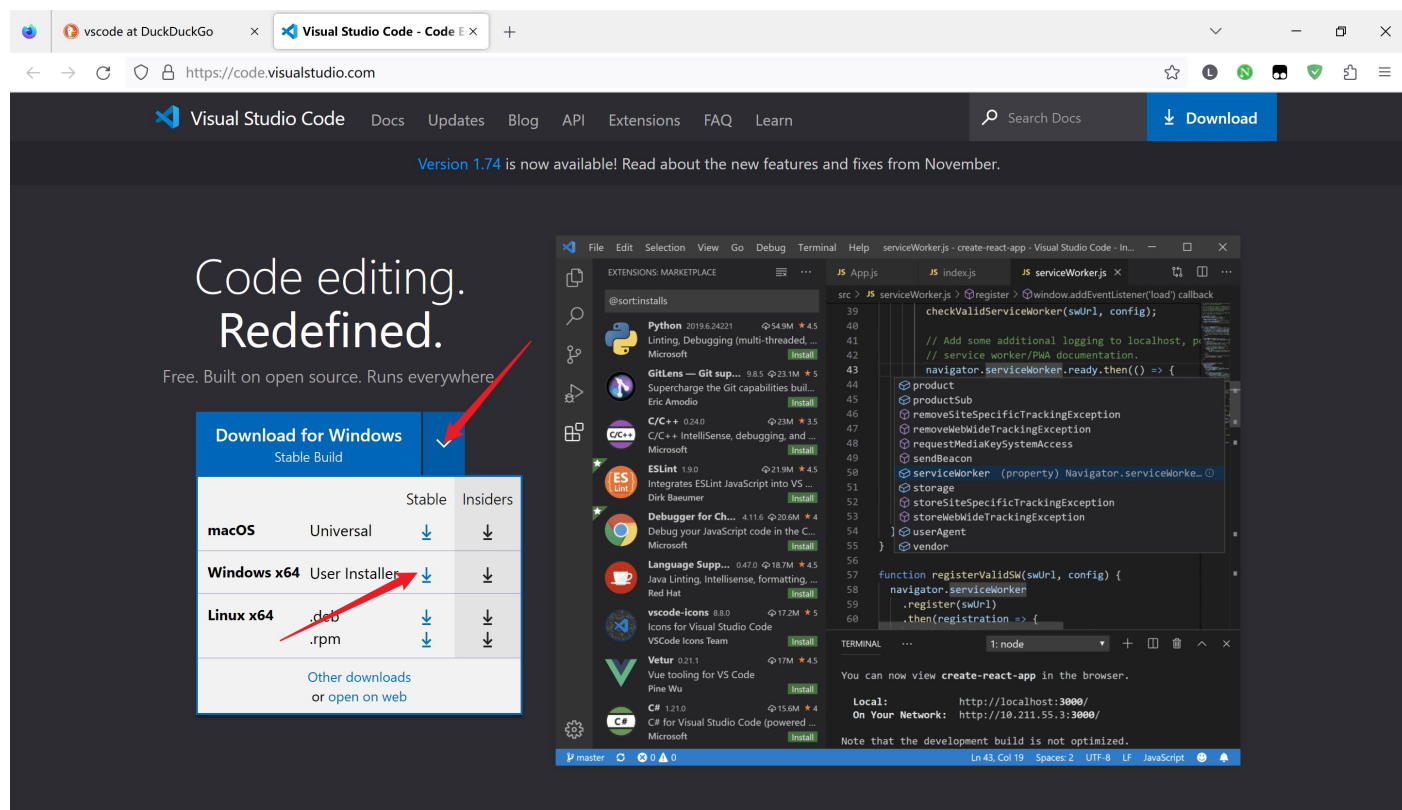 vscode at DuckDuckGo
Visual Studio Code - Code E
https://code.visualstudio.com
Visual Studio Code Docs Updates Blog API Extensions FAQ Learn Search Docs Download
Version 1.74 is now available! Read about the new features and fixes from November.
Code editing.
Redefined.
Free. Built on open source. Runs everywhere
Download for Windows
Stable Build
Stable Insiders
macOS Universal
Windows x64 User Installer
Linux x64 .deb
.rpm
Other downloads
or open on web
File Edit Selection View Go Debug Terminal Help serviceWorker.js - create-react-app - Visual Studio Code - In...
EXTENSIONS: MARKETPLACE
@sort:installs
Python 2019.6.24221 54.9M ★ 4.5
Linting, Debugging (multi-threaded, ...
Microsoft Install
GitLens — Git sup... 9.8.5 23.1M ★ 5
Supercharge the Git capabilities buil...
Eric Amodio Install
C/C++ 0.24.0 23M ★ 3.5
C/C++
C/C++ IntelliSense, debugging, and ...
Microsoft Install
ESLint 1.9.0 21.9M ★ 4.5
ES
Lint
Integrates ESLint JavaScript into VS ...
Dirk Baeumer Install
Debugger for Ch... 4.11.6 20.6M ★ 4
Debug your JavaScript code in the C...
Microsoft Install
Language Supp... 0.47.0 18.7M ★ 4.5
Java Linting, Intellisense, formatting, ...
Red Hat Install
vscode-icons 8.8.0 17.2M ★ 5
Icons for Visual Studio Code
VSCode Icons Team Install
Vetur 0.21.1 17M ★ 4.5
Vue tooling for VS Code
Pine Wu Install
C# 1.21.0 15.6M ★ 4
C#
C# for Visual Studio Code (powered ...
Microsoft Install
JS App.js JS index.js JS serviceWorker.js
src > JS serviceWorker.js > register > window.addEventListener('load') callback
39 checkValidServiceWorker(swUrl, config);
40
41 // Add some additional logging to localhost, p
42 // service worker/PWA documentation.
43 navigator.serviceWorker.ready.then(() => {
44 product
45 productSub
46 removeSiteSpecificTrackingException
47 removeWebWideTrackingException
48 requestMediaKeySystemAccess
49 sendBeacon
50 serviceWorker (property) Navigator.serviceWorke...
51 storage
52 storeSiteSpecificTrackingException
53 storeWebWideTrackingException
54 } userAgent
55 } vendor
56
57 function registerValidSW(swUrl, config) {
58 navigator.serviceWorker
59 .register(swUrl)
60 .then(registration => {
TERMINAL ... 1: node
You can now view create-react-app in the browser.
Local: http://localhost:3000/
On Your Network: http://10.211.55.3:3000/
Note that the development build is not optimized.
master 0 0 Ln 43, Col 19 Spaces: 2 UTF-8 LF JavaScript